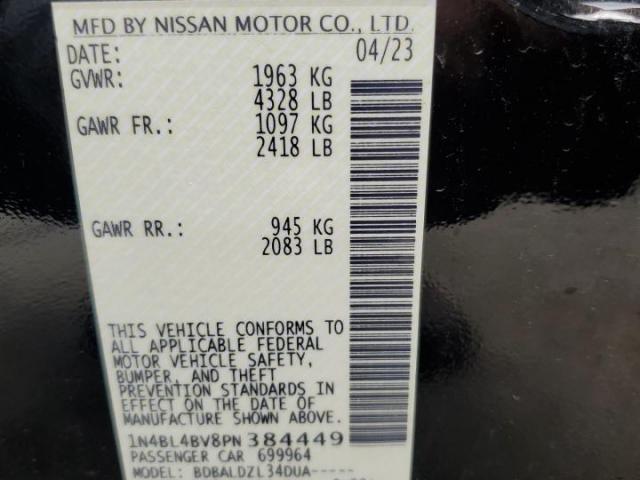 MFD BY NISSAN MOTOR CO., LTD.
DATE: 04/23
GVWR: 1963 KG
4328 LB
GAWR FR.: 1097 KG
2418 LB
GAWR RR.: 945 KG
2083 LB
THIS VEHICLE CONFORMS TO
ALL APPLICABLE FEDERAL
MOTOR VEHICLE SAFETY,
BUMPER, AND THEFT
PREVENTION STANDARDS IN
EFFECT ON THE DATE OF
MANUFACTURE SHOWN ABOVE.
1N4BL4BV8PN384449
PASSENGER CAR 699964
MODEL: BDBALDZL34DUA-----